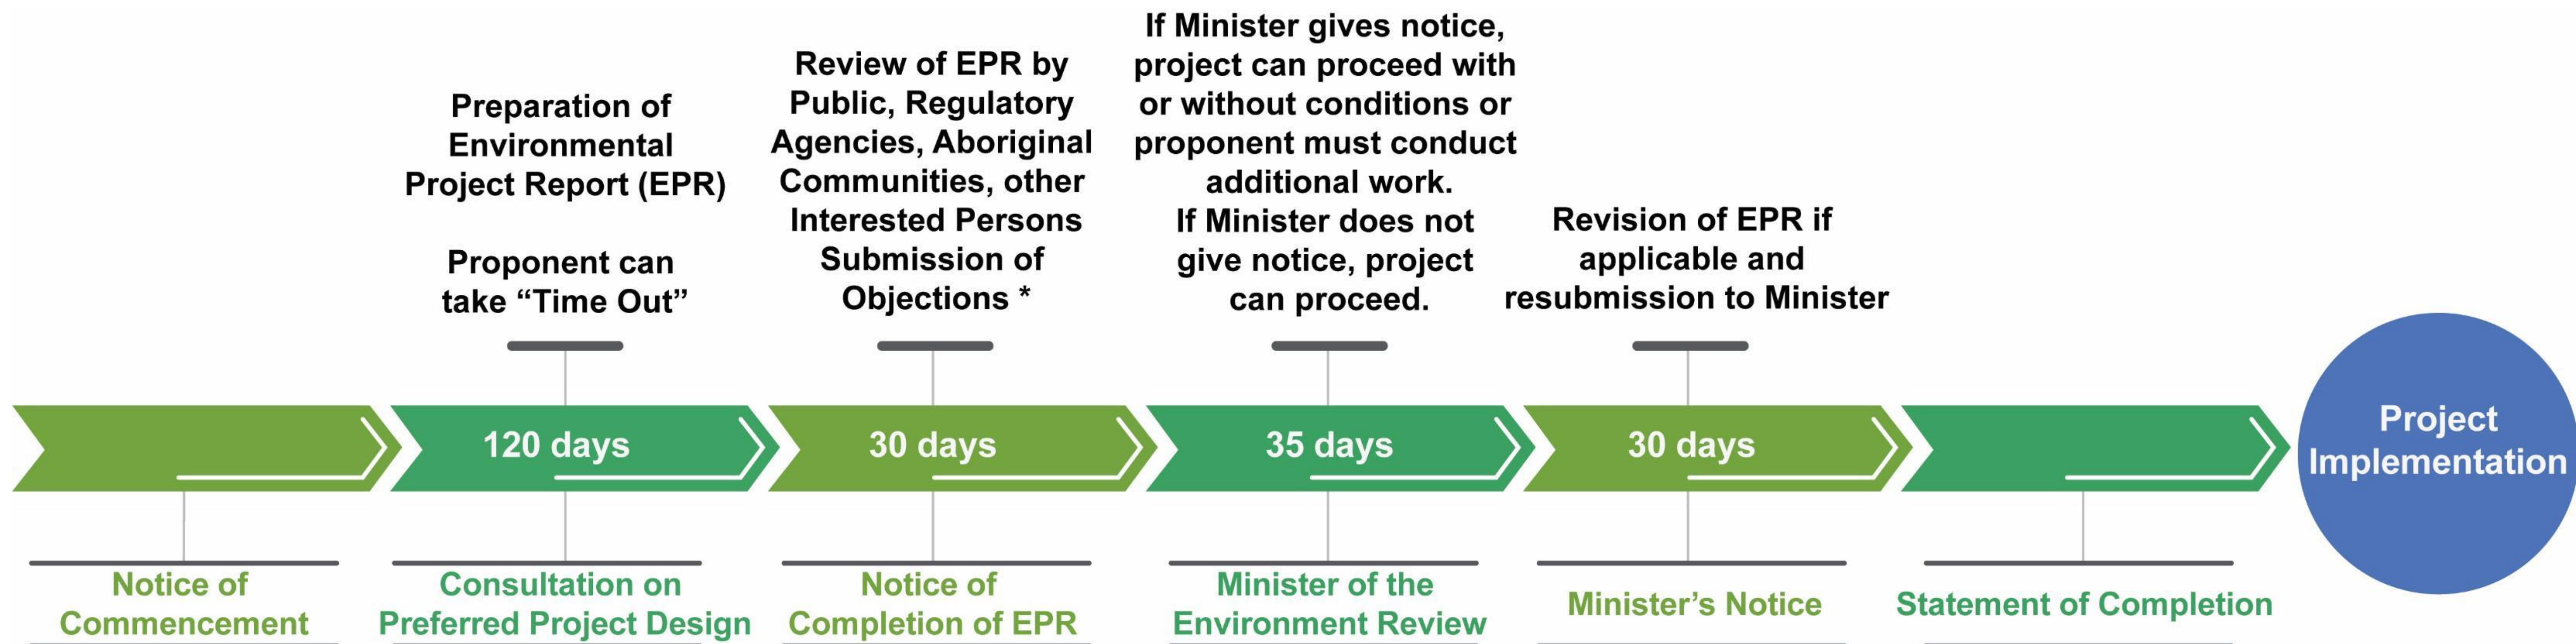 Preparation of
Environmental
Project Report (EPR)
Proponent can
take “Time Out”
Review of EPR by
Public, Regulatory
Agencies, Aboriginal
Communities, other
Interested Persons
Submission of
Objections *
If Minister gives notice,
project can proceed with
or without conditions or
proponent must conduct
additional work.
If Minister does not
give notice, project
can proceed.
Revision of EPR if
applicable and
resubmission to Minister
120 days
30 days
35 days
30 days
Project
Implementation
Notice of
Commencement
Consultation on
Preferred Project Design
Notice of
Completion of EPR
Minister of the
Environment Review
Minister’s Notice
Statement of Completion